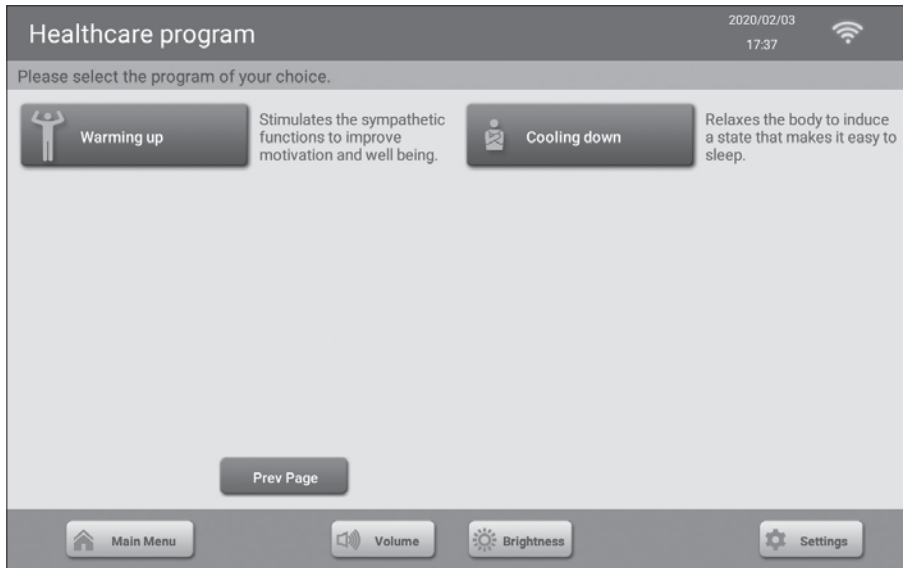 Healthcare program
2020/02/03
17:37
Please select the program of your choice.
Warming up
Stimulates the sympathetic
functions to improve
motivation and well being.
Cooling down
Relaxes the body to induce
a state that makes it easy to
sleep.
Prev Page
Main Menu
Volume
Brightness
Settings